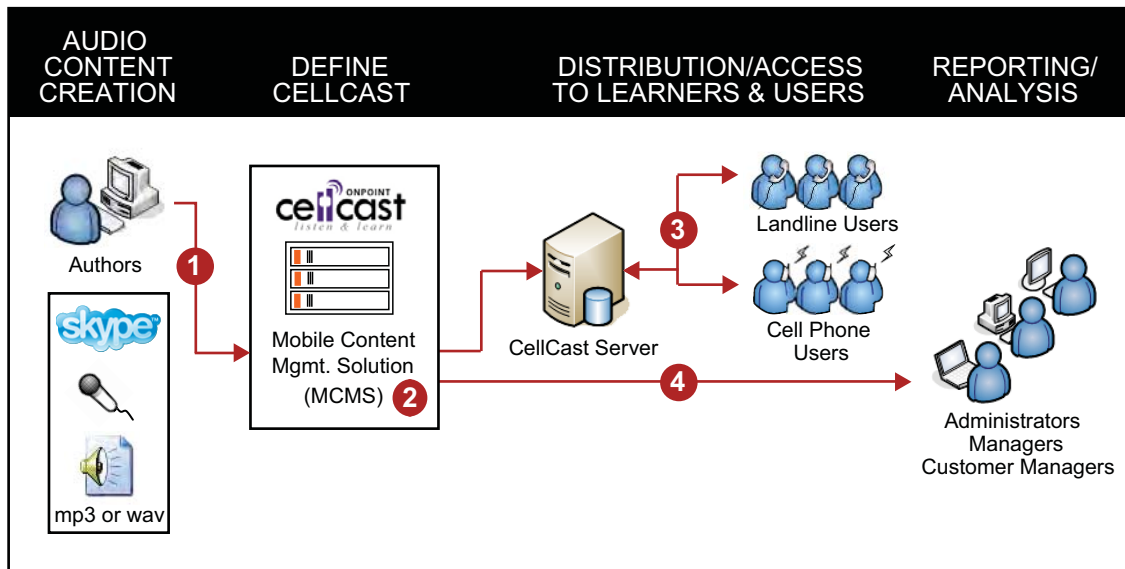 AUDIO
CONTENT
CREATION
DEFINE
CELLCAST
DISTRIBUTION/ACCESS
TO LEARNERS & USERS
REPORTING/
ANALYSIS
Authors
1
skype™
mp3 or wav
ONPOINT
cellcast
listen & learn
Mobile Content
Mgmt. Solution
(MCMS)
2
CellCast Server
3
Landline Users
Cell Phone
Users
4
Administrators
Managers
Customer Managers